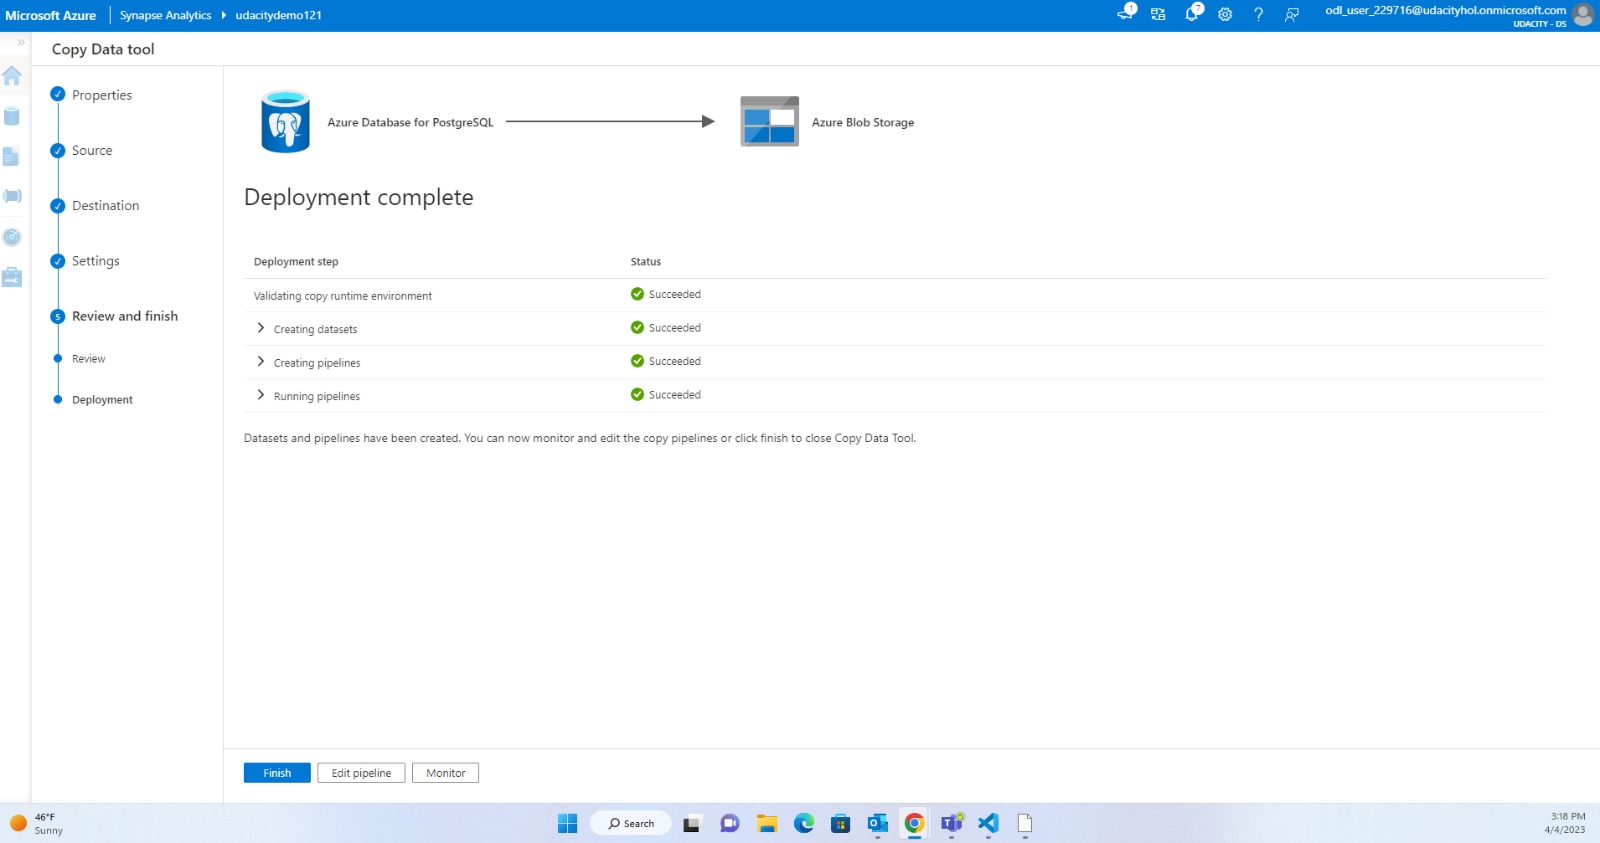 Microsoft Azure
Synapse Analytics
udacitydemo121
1
7
odl_user_229716@udacityhol.onmicrosoft.com
UDACITY - DS
Copy Data tool
Properties
Source
Destination
Settings
5 Review and finish
Review
Deployment
Azure Database for PostgreSQL
Azure Blob Storage
Deployment complete
Deployment step Status
Validating copy runtime environment Succeeded
Creating datasets Succeeded
Creating pipelines Succeeded
Running pipelines Succeeded
Datasets and pipelines have been created. You can now monitor and edit the copy pipelines or click finish to close Copy Data Tool.
Finish Edit pipeline Monitor
46°F
Sunny
Search
3:18 PM
4/4/2023